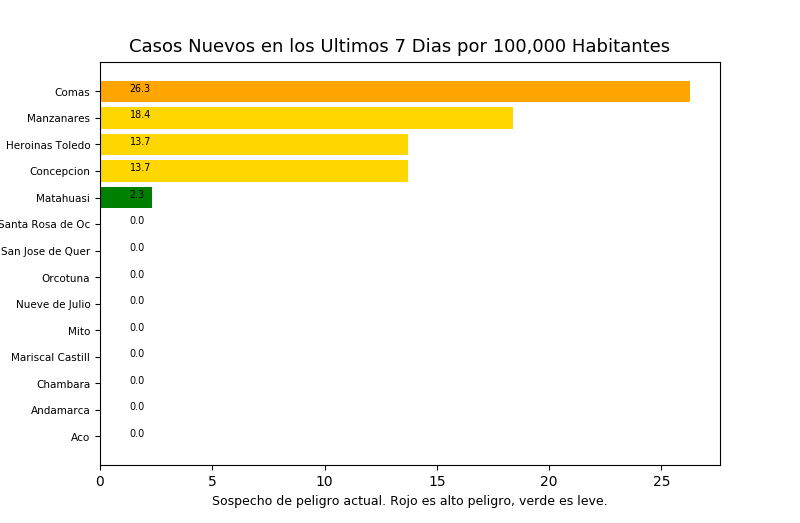 Casos Nuevos en los Ultimos 7 Dias por 100,000 Habitantes
Comas 26.3
Manzanares 18.4
Heroinas Toledo 13.7
Concepcion 13.7
Matahuasi 2.3
Santa Rosa de Oc 0.0
San Jose de Quer 0.0
Orcotuna 0.0
Nueve de Julio 0.0
Mito 0.0
Mariscal Castill 0.0
Chambara 0.0
Andamarca 0.0
Aco 0.0
0 5 10 15 20 25
Sospecho de peligro actual. Rojo es alto peligro, verde es leve.